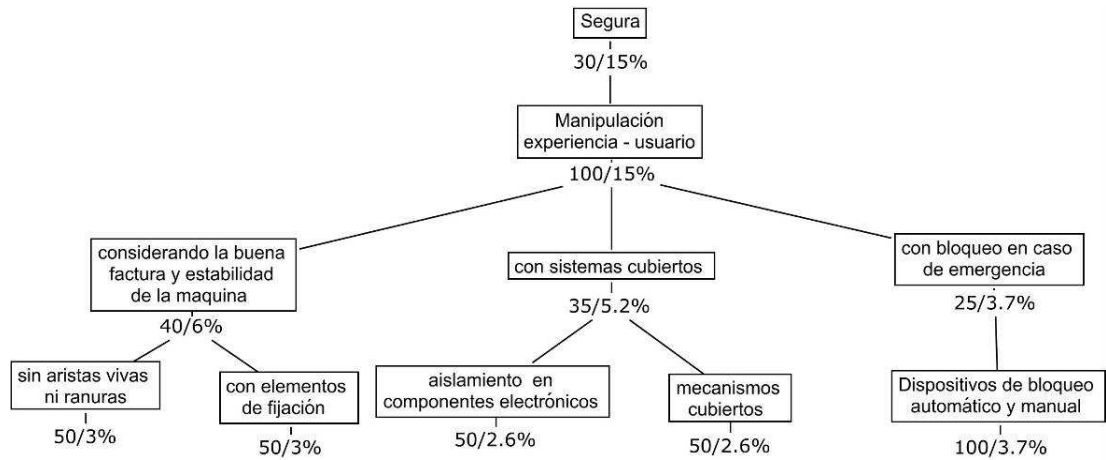 Segura
30/15%
Manipulación
experiencia - usuario
100/15%
considerando la buena
factura y estabilidad
de la maquina
40/6%
con sistemas cubiertos
35/5.2%
con bloqueo en caso
de emergencia
25/3.7%
sin aristas vivas
ni ranuras
50/3%
con elementos
de fijación
50/3%
aislamiento en
componentes electrónicos
50/2.6%
mecanismos
cubiertos
50/2.6%
Dispositivos de bloqueo
automático y manual
100/3.7%